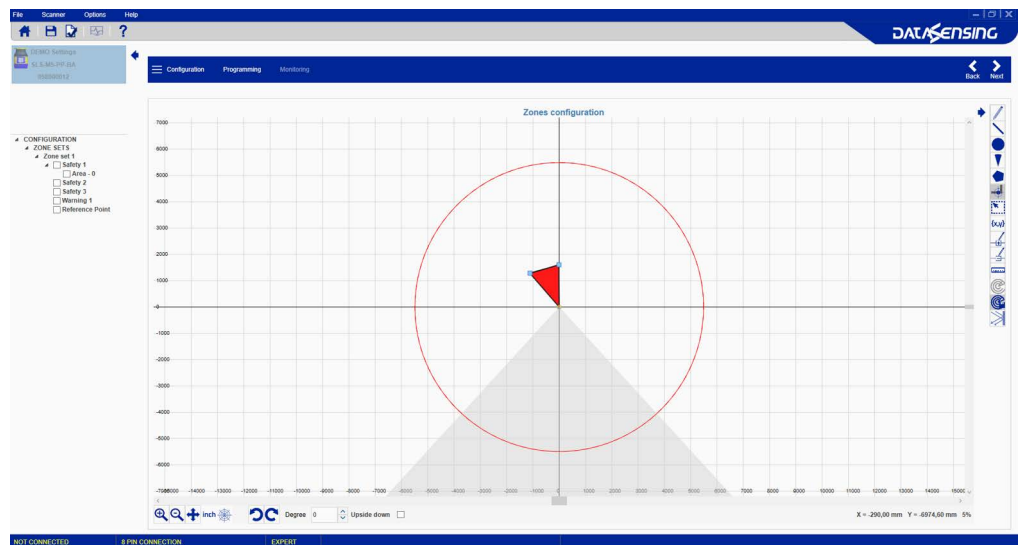 File Scanner Options Help
? DATASENSING
DEMO Settings
SLS-M5-PP-HA
Configuration Programming Monitoring
Back Next
Zones configuration
CONFIGURATION
ZONE SETS
Zone set 1
Safety 1
Area - 0
Safety 2
Safety 3
Warning 1
Reference Point
{x,y}
7000
6000
5000
4000
3000
2000
1000
-0
-1000
-2000
-3000
-4000
-5000
-6000
-14000 -13000 -12000 -11000 -10000 -9000 -8000 -7000 -6000 -5000 -4000 -3000 -2000 -1000 0 1000 2000 3000 4000 5000 6000 7000 8000 9000 10000 11000 12000 13000 14000 15000
inch Degree 0 Upside down X = -290,00 mm Y = -6974,60 mm 5%
NOT CONNECTED 8 PIN CONNECTION EXPERT